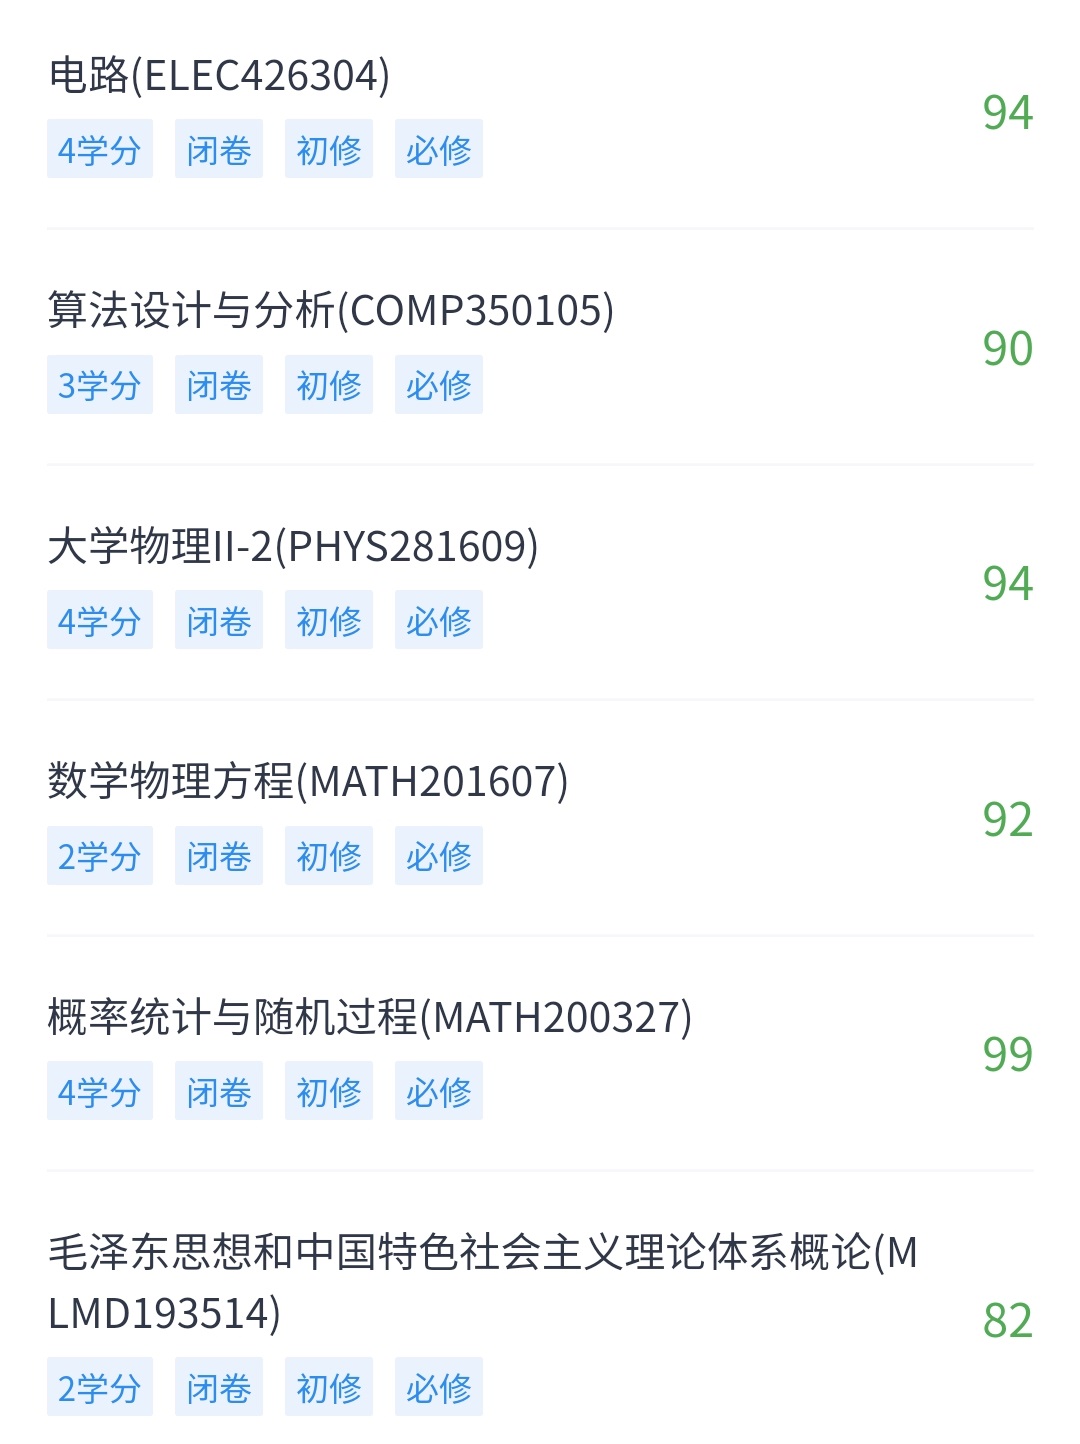 电路(ELEC426304)
94
4学分 闭卷 初修 必修
算法设计与分析(COMP350105)
90
3学分 闭卷 初修 必修
大学物理II-2(PHYS281609)
94
4学分 闭卷 初修 必修
数学物理方程(MATH201607)
92
2学分 闭卷 初修 必修
概率统计与随机过程(MATH200327)
99
4学分 闭卷 初修 必修
毛泽东思想和中国特色社会主义理论体系概论(M
LMD193514)
82
2学分 闭卷 初修 必修